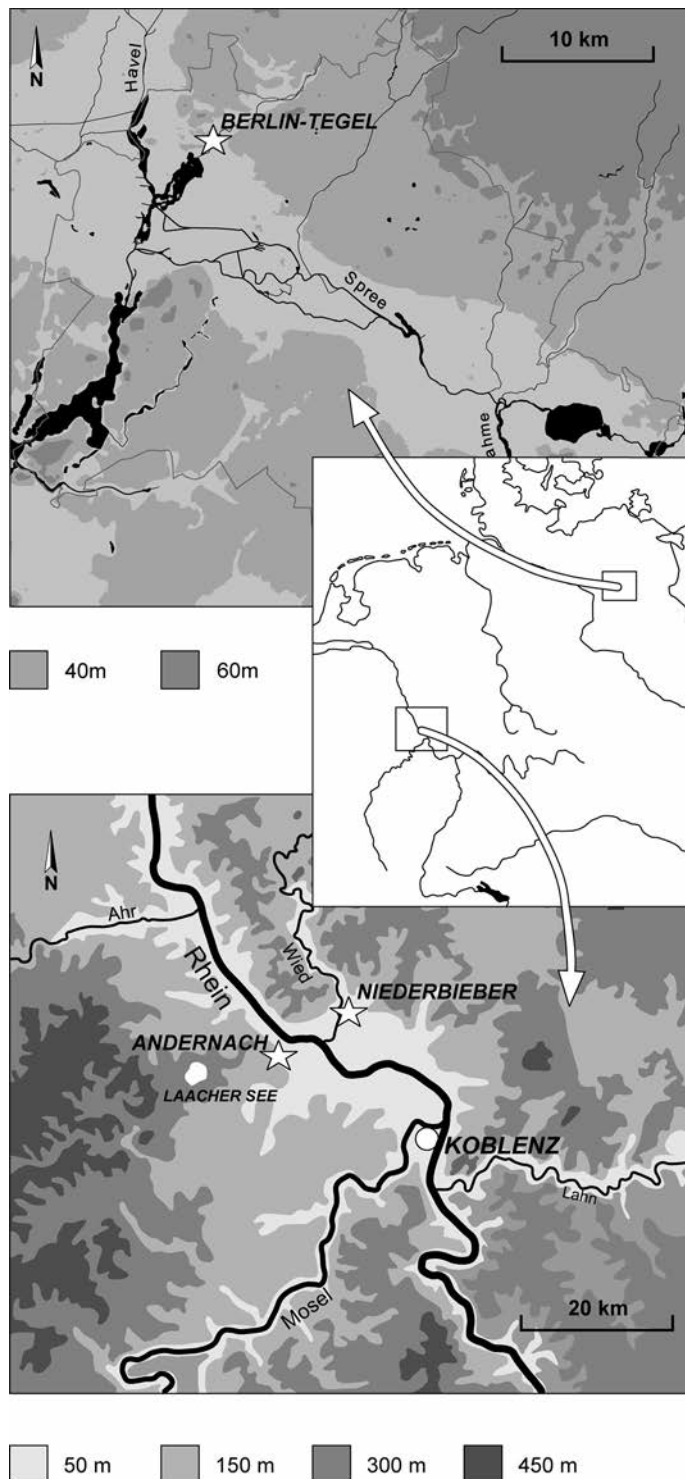 10 km
N
Havel
BERLIN-TEGEL
Spree
ahme
40m
60m
N
Ahr
Rhein
Wied
NIEDERBIEBER
ANDERNACH
LAACHER SEE
KOBLENZ
Lahn
Mosel
20 km
50 m
150 m
300 m
450 m